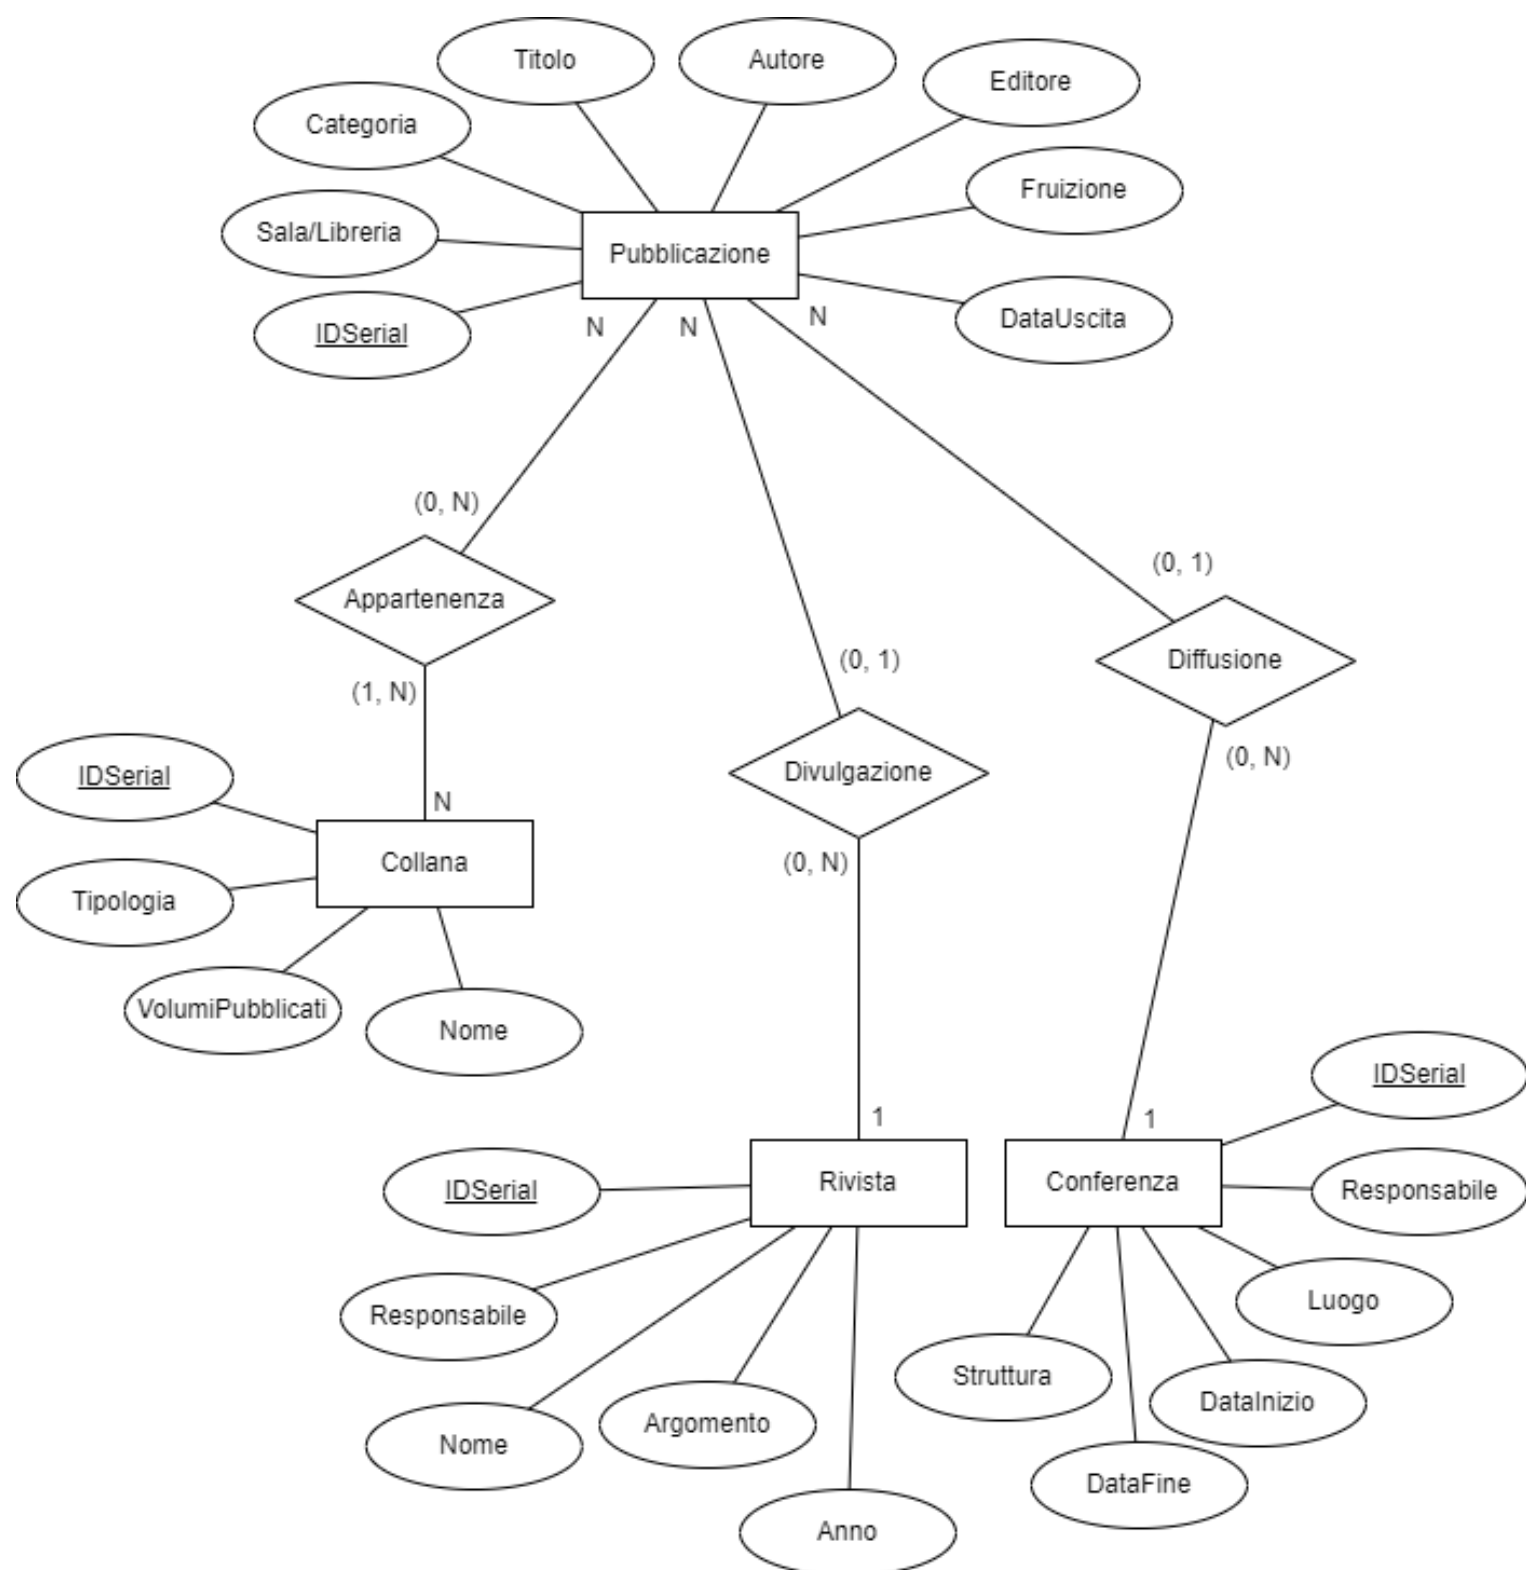 Titolo
Autore
Editore
Categoria
Fruizione
Sala/Libreria
Pubblicazione
IDSerial
DataUscita
N
N
N
(0, N)
(0, 1)
Appartenenza
(0, 1)
Diffusione
(1, N)
(0, N)
IDSerial
Divulgazione
N
Collana
(0, N)
Tipologia
VolumiPubblicati
Nome
IDSerial
1
1
IDSerial
Rivista
Conferenza
Responsabile
Responsabile
Luogo
Struttura
DataInizio
Argomento
Nome
DataFine
Anno